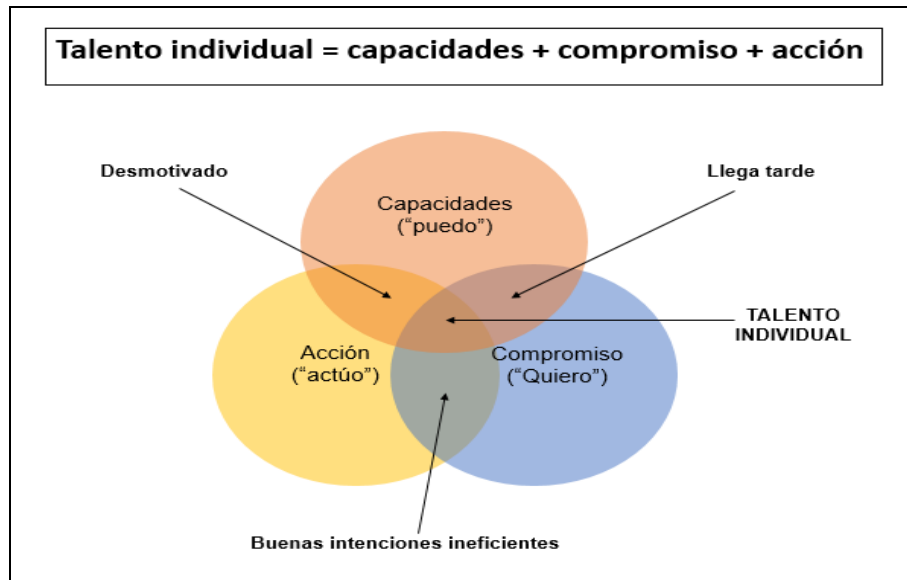 Talento individual = capacidades + compromiso + acción
Desmotivado
Llega tarde
Capacidades
(“puedo”)
TALENTO
INDIVIDUAL
Acción
(“actúo”)
Compromiso
(“Quiero”)
Buenas intenciones ineficientes